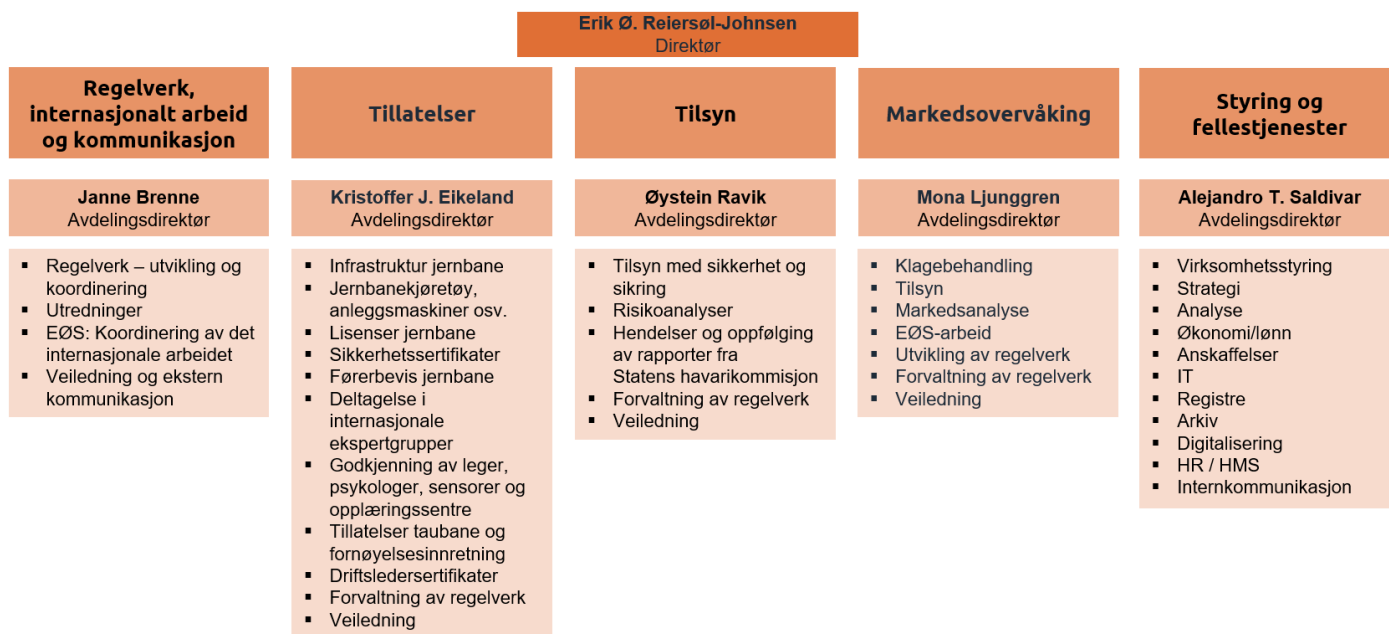 Erik Ø. Reiersøl-Johnsen
Direktør
Regelverk,
internasjonalt arbeid
og kommunikasjon
Janne Brenne
Avdelingsdirektør
▪ Regelverk – utvikling og
koordinering
▪ Utredninger
▪ EØS: Koordinering av det
internasjonale arbeidet
▪ Veiledning og ekstern
kommunikasjon
Tillatelser
Kristoffer J. Eikeland
Avdelingsdirektør
▪ Infrastruktur jernbane
▪ Jernbanekjøretøy,
anleggsmaskiner osv.
▪ Lisenser jernbane
▪ Sikkerhetssertifikater
▪ Førerbevis jernbane
▪ Deltagelse i
internasjonale
ekspertgrupper
▪ Godkjenning av leger,
psykologer, sensorer og
opplæringssentre
▪ Tillatelser taubane og
fornøyelsesinnretning
▪ Driftsledersertifikater
▪ Forvaltning av regelverk
▪ Veiledning
Tilsyn
Øystein Ravik
Avdelingsdirektør
▪ Tilsyn med sikkerhet og
sikring
▪ Risikoanalyser
▪ Hendelser og oppfølging
av rapporter fra
Statens havarikommisjon
▪ Forvaltning av regelverk
▪ Veiledning
Markedsovervåking
Mona Ljunggren
Avdelingsdirektør
▪ Klagebehandling
▪ Tilsyn
▪ Markedsanalyse
▪ EØS-arbeid
▪ Utvikling av regelverk
▪ Forvaltning av regelverk
▪ Veiledning
Styring og
fellestjenester
Alejandro T. Saldivar
Avdelingsdirektør
▪ Virksomhetsstyring
▪ Strategi
▪ Analyse
▪ Økonomi/lønn
▪ Anskaffelser
▪ IT
▪ Registre
▪ Arkiv
▪ Digitalisering
▪ HR / HMS
▪ Internkommunikasjon